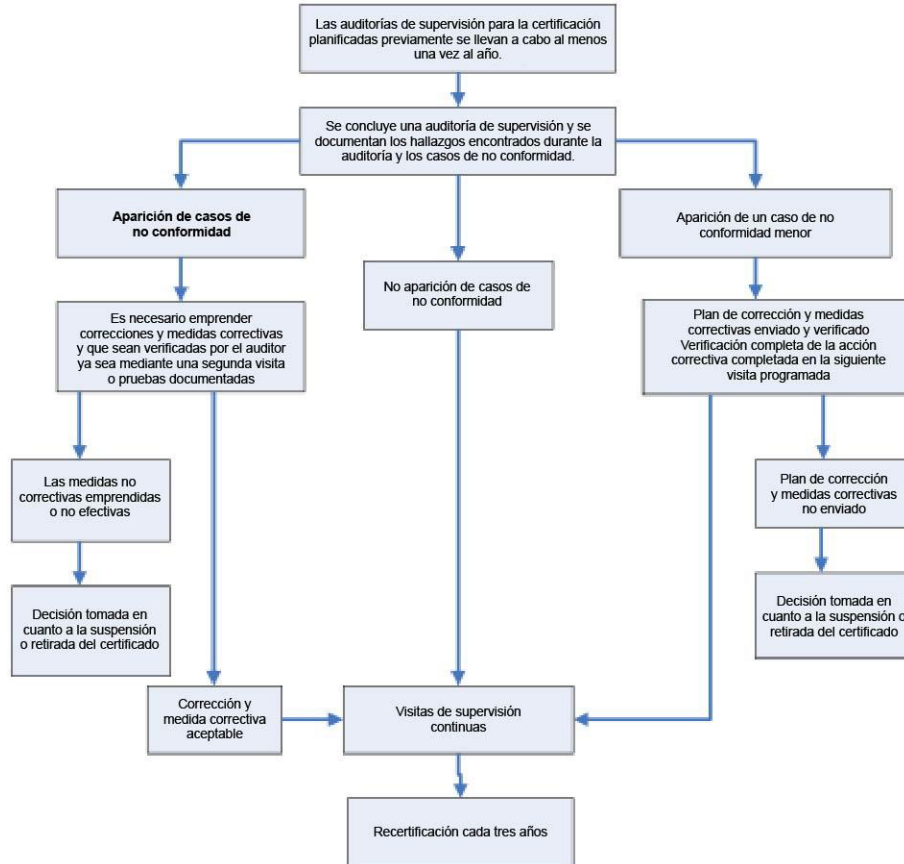 Las auditorías de supervisión para la certificación
planificadas previamente se llevan a cabo al menos
una vez al año.
Se concluye una auditoría de supervisión y se
documentan los hallazgos encontrados durante la
auditoría y los casos de no conformidad.
Aparición de casos de
no conformidad
No aparición de casos de
no conformidad
Aparición de un caso de no
conformidad menor
Es necesario emprender
correcciones y medidas correctivas
y que sean verificadas por el auditor
ya sea mediante una segunda visita
o pruebas documentadas
Plan de corrección y medidas
correctivas enviado y verificado
Verificación completa de la acción
correctiva completada en la siguiente
visita programada
Las medidas no
correctivas emprendidas
o no efectivas
Plan de corrección
y medidas correctivas
no enviado
Decisión tomada en
cuanto a la suspensión
o retirada del certificado
Decisión tomada en
cuanto a la suspensión o
retirada del certificado
Corrección y
medida correctiva
aceptable
Visitas de supervisión
continuas
Recertificación cada tres años